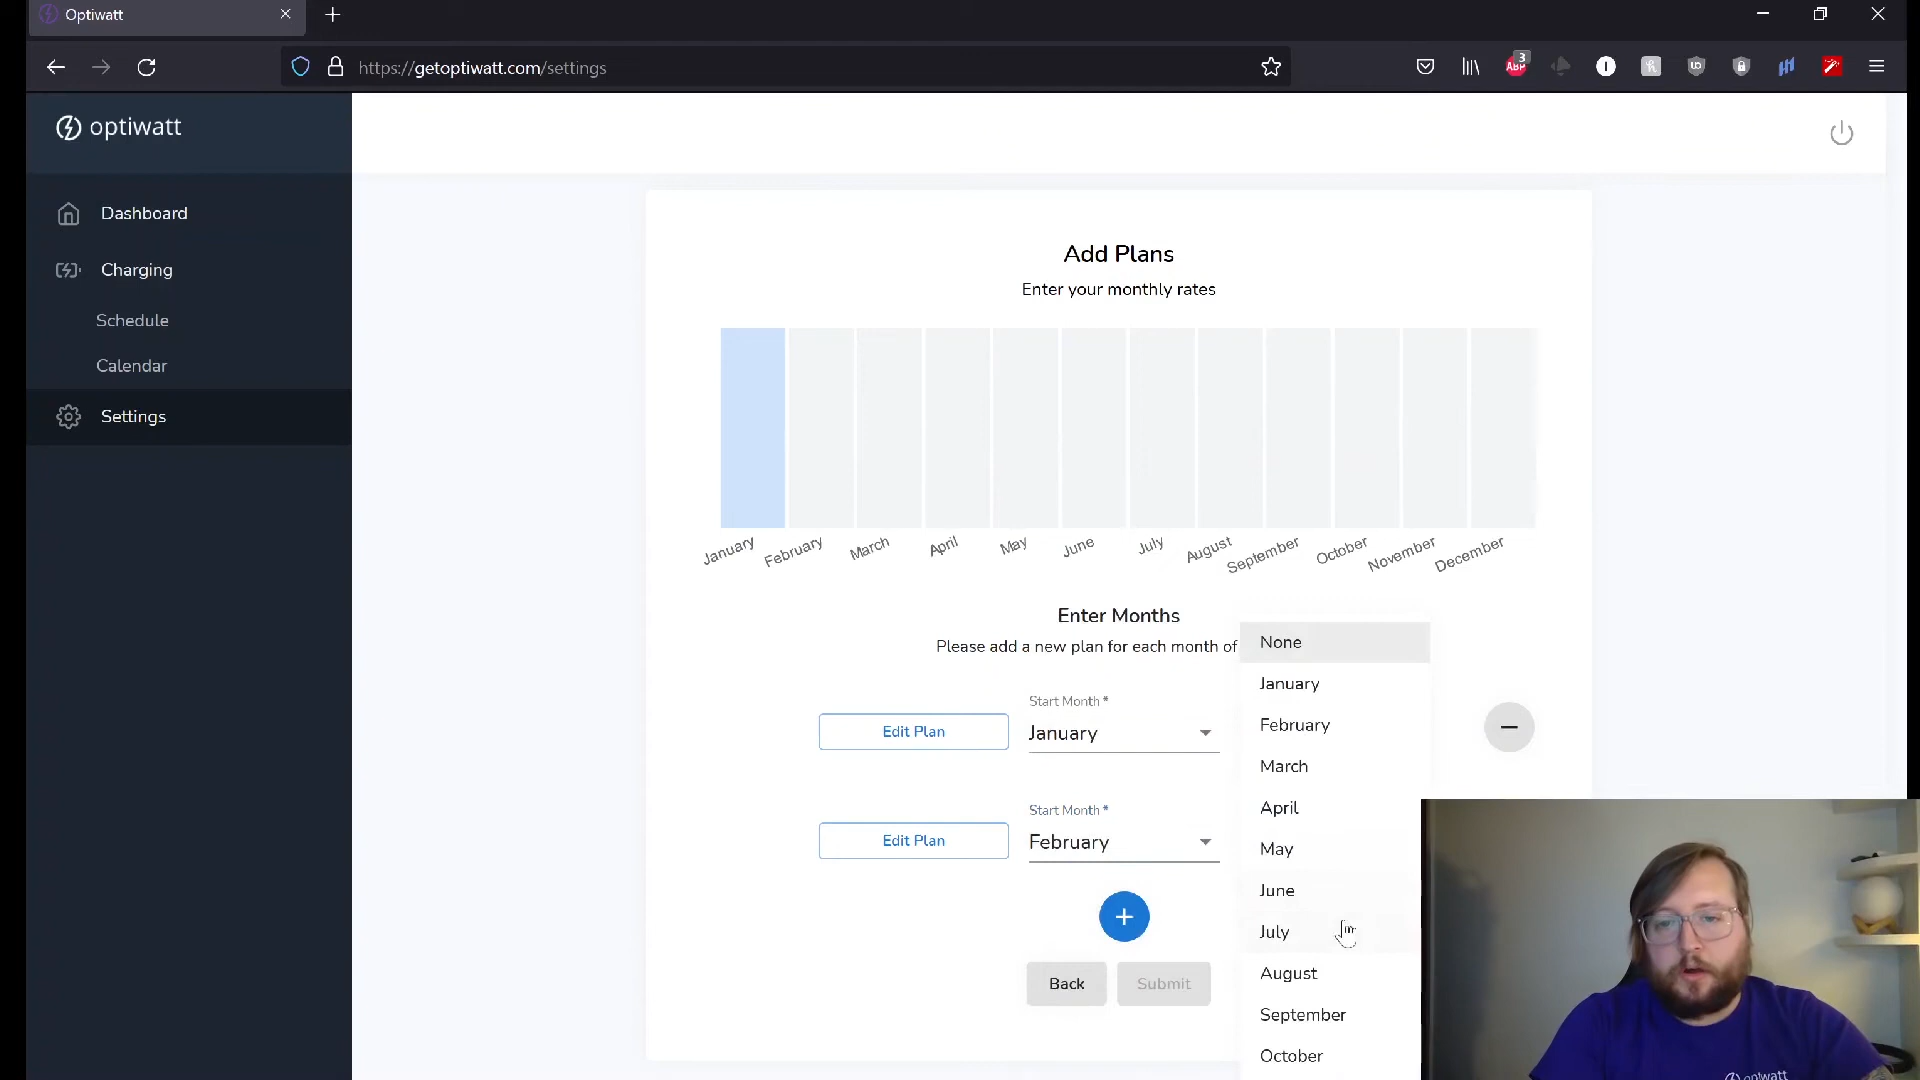 Optiwatt
https://getoptiwatt.com/settings
3
ABP
optiwatt
Dashboard
Charging
Schedule
Calendar
Settings
Add Plans
Enter your monthly rates
January February March April May June July August September October November December
Enter Months
Please add a new plan for each month of
Edit Plan
Start Month *
January
Edit Plan
Start Month *
February
Back
Submit
None
January
February
March
April
May
June
July
August
September
October
optiwatt